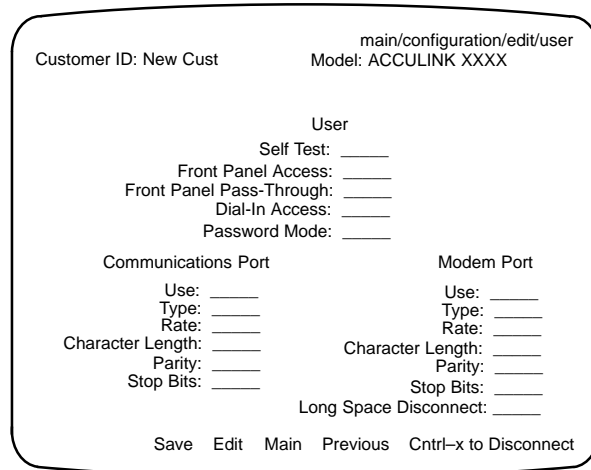 main/configuration/edit/user
Customer ID: New Cust Model: ACCULINK XXXX
User
Self Test: _____
Front Panel Access: _____
Front Panel Pass-Through: _____
Dial-In Access: _____
Password Mode: _____
Communications Port
Use: _____
Type: _____
Rate: _____
Character Length: _____
Parity: _____
Stop Bits: _____
Modem Port
Use: _____
Type: _____
Rate: _____
Character Length: _____
Parity: _____
Stop Bits: _____
Long Space Disconnect: _____
Save Edit Main Previous Cntrl–x to Disconnect